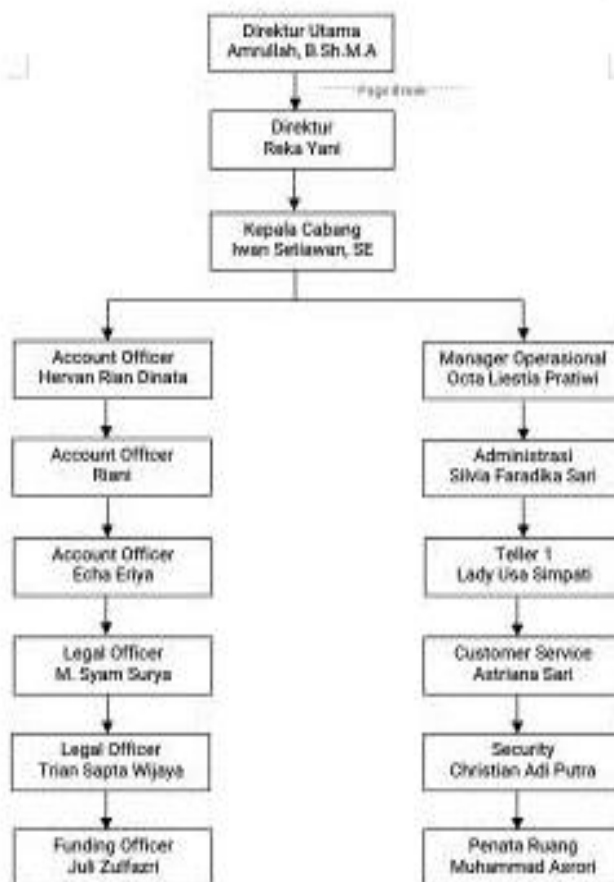 Direktur Utama
Amrullah, B.Sh.M.A
Page Break
Direktur
Reka Yani
Kepala Cabang
Iwan Setiawan, SE
Account Officer
Hervan Rian Dinata
Manager Operasional
Octa Liestia Pratiwi
Account Officer
Riani
Administrasi
Silvia Faradika Sari
Account Officer
Echa Eriya
Teller 1
Lady Usa Simpati
Legal Officer
M. Syam Surya
Customer Service
Astriana Sari
Legal Officer
Trian Sapta Wijaya
Security
Christian Adi Putra
Funding Officer
Juli Zulfazri
Penata Ruang
Muhammad Asrori